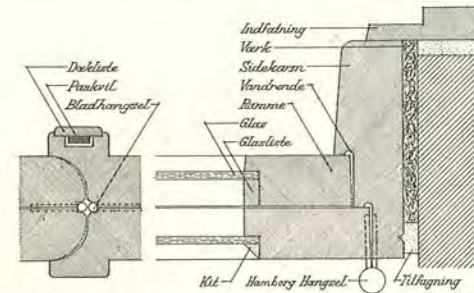 Indfatning
Værk
Sidekarm
Vandrende
Ramme
Glas
Glasliste
Dækliste
Paskvil
Bladhængsel
Kit
Hamborg Hængsel
Tilfugning